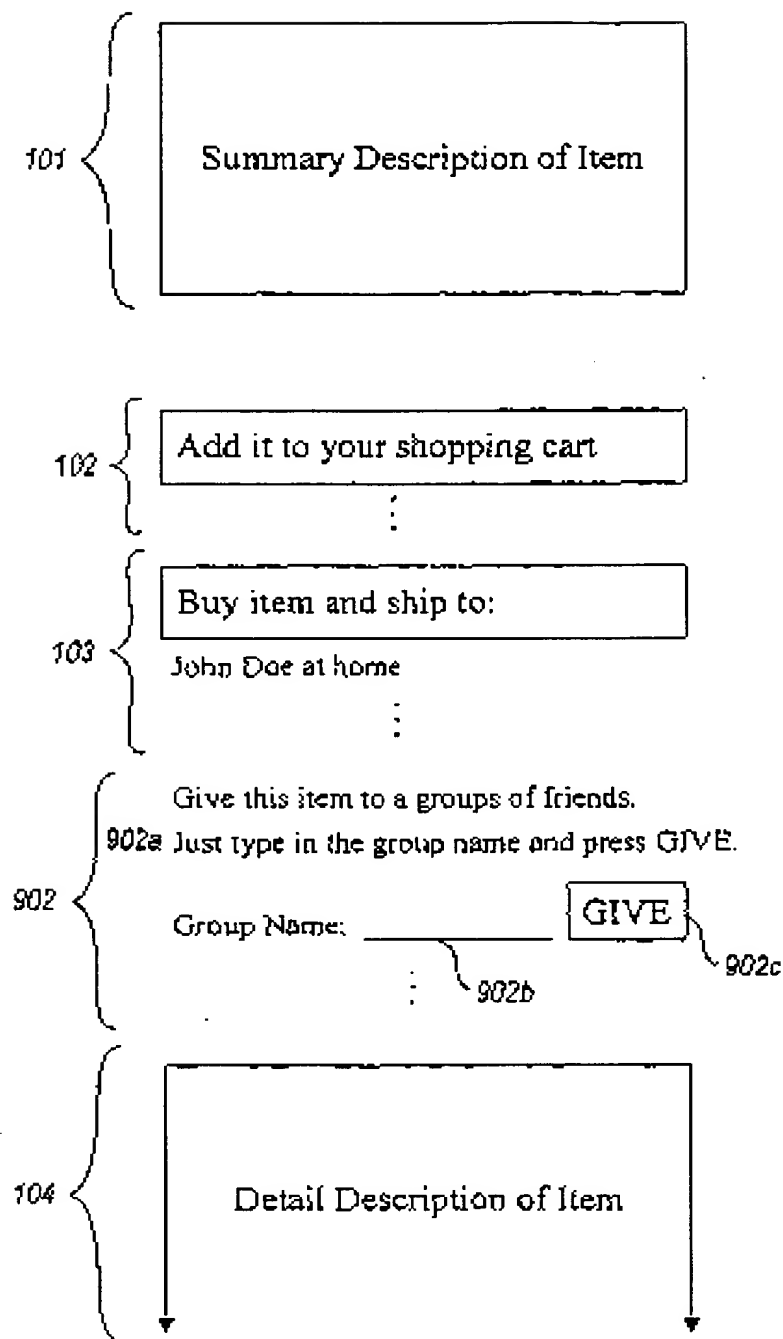 101
Summary Description of Item
102
Add it to your shopping cart
103
Buy item and ship to:
John Doe at home
902
Give this item to a groups of friends.
902a Just type in the group name and press GIVE.
Group Name:
GIVE
902b
902c
104
Detail Description of Item